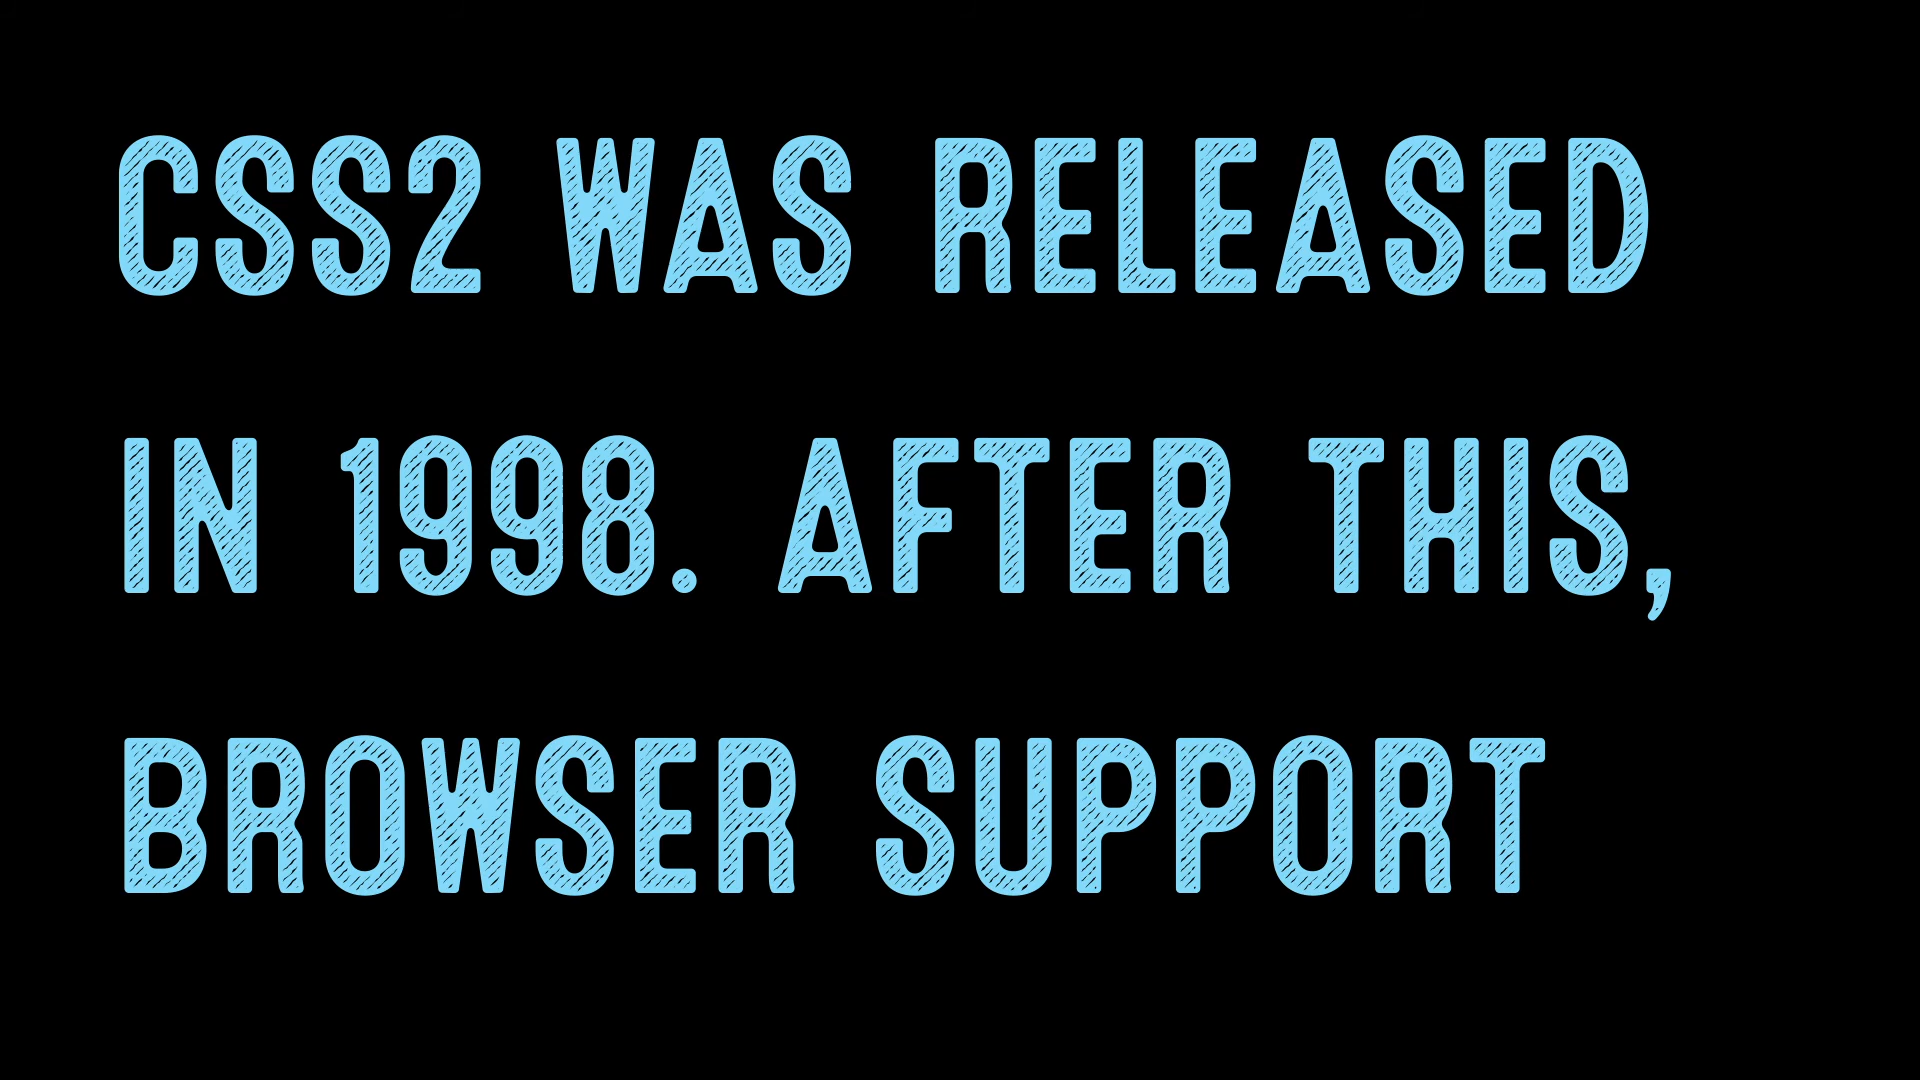 CSS2 WAS RELEASED
IN 1998. AFTER THIS,
BROWSER SUPPORT